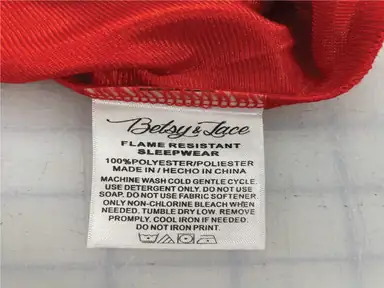 Betsy & Lace
FLAME RESISTANT
SLEEPWEAR
100%POLYESTER/POLIESTER
MADE IN / HECHO IN CHINA
MACHINE WASH COLD GENTLE CYCLE.
USE DETERGENT ONLY. DO NOT USE
SOAP. DO NOT USE FABRIC SOFTENER
ONLY NON-CHLORINE BLEACH WHEN
NEEDED. TUMBLE DRY LOW. REMOVE
PROMPLY. COOL IRON IF NEEDED.
DO NOT IRON PRINT.